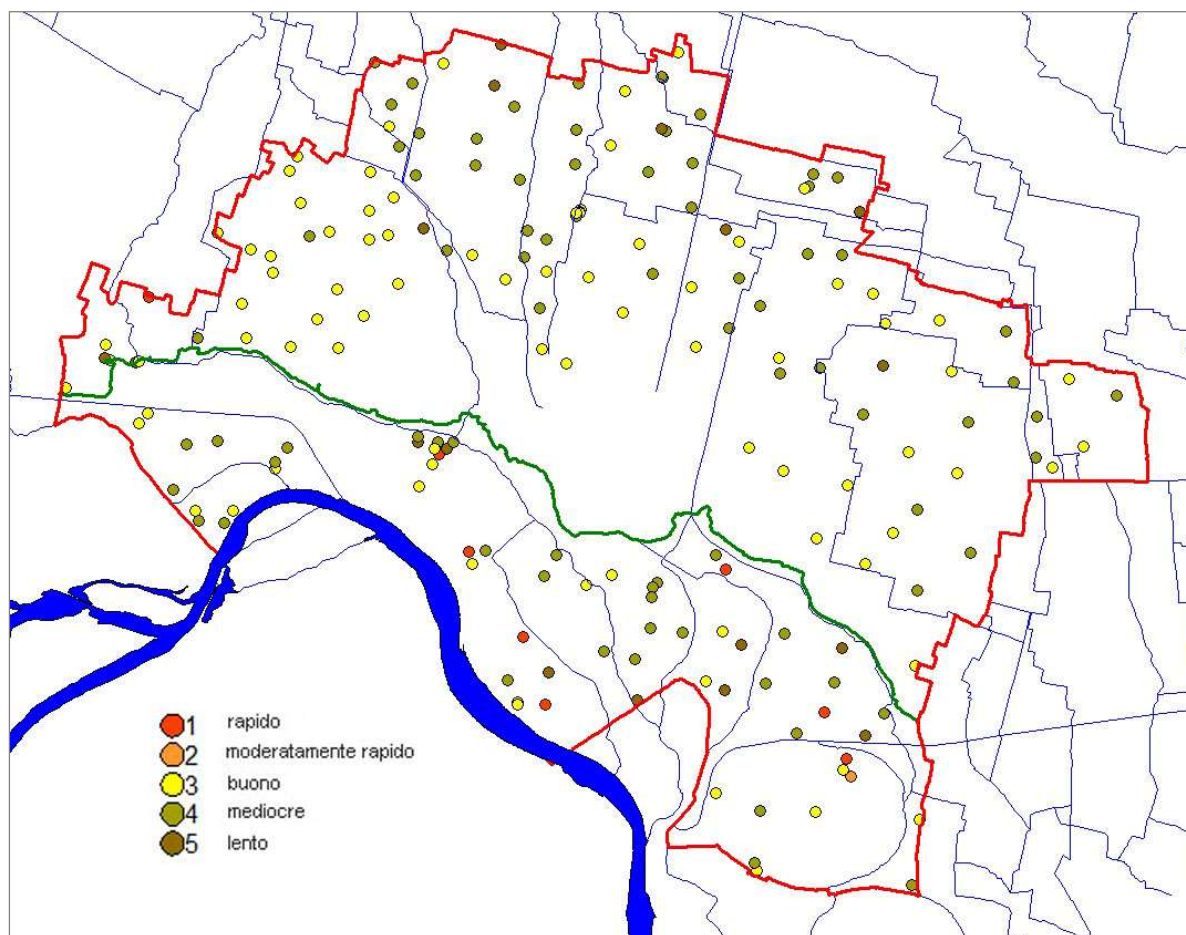 1 rapido
2 moderatamente rapido
3 buono
4 mediocre
5 lento